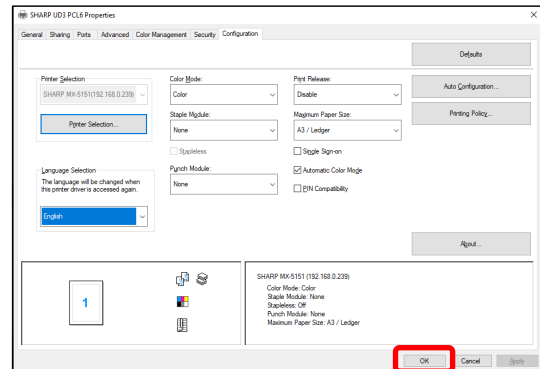 SHARP UD3 PCL6 Properties
General Sharing Ports Advanced Color Management Security Configuration
Defaults
Printer Selection
SHARP MX-5151(192.168.0.239)
Printer Selection...
Color Mode:
Color
Print Release:
Disable
Auto Configuration...
Staple Module:
None
Maximum Paper Size:
A3 / Ledger
Printing Policy...
Stapleless
Single Sign-on
Language Selection
The language will be changed when
this printer driver is accessed again.
English
Punch Module:
None
Automatic Color Mode
PIN Compatibility
About...
1
SHARP MX-5151 (192.168.0.239)
Color Mode: Color
Staple Module: None
Stapleless: Off
Punch Module: None
Maximum Paper Size: A3 / Ledger
OK Cancel Apply